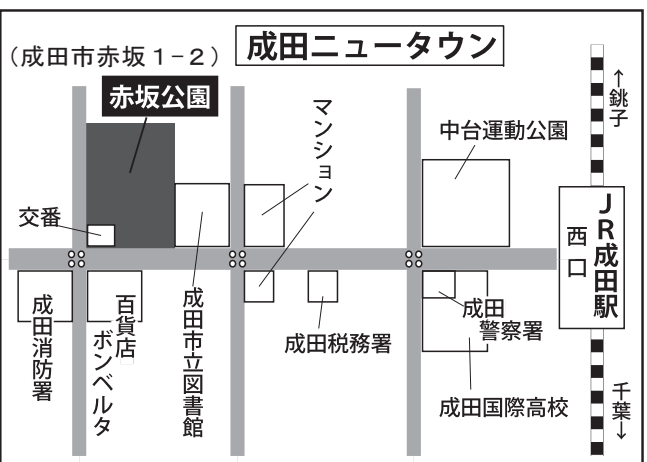 成田ニュータウン
(成田市赤坂1-2)
赤坂公園
マンション
中台運動公園
↑銚子
交番
JR成田駅
西口
成田消防署
百貨店
ボンベルタ
成田市立図書館
成田税務署
成田
警察署
成田国際高校
千葉↓